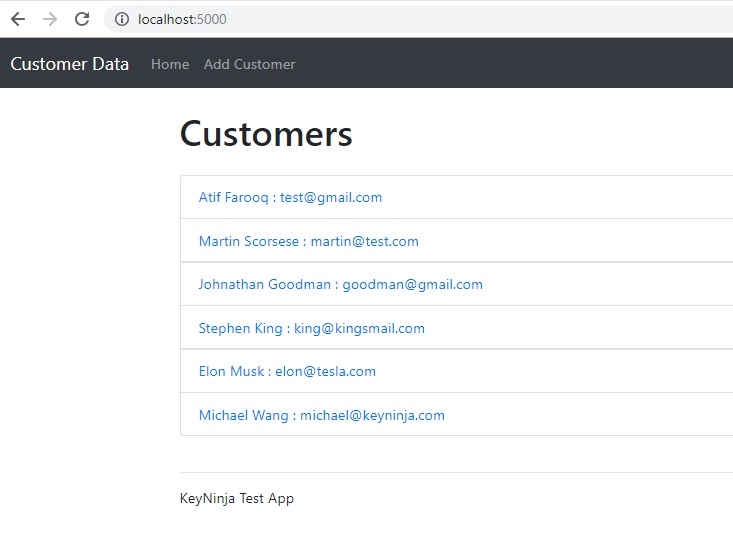 localhost:5000
Customer Data Home Add Customer
Customers
Atif Farooq : test@gmail.com
Martin Scorsese : martin@test.com
Johnathan Goodman : goodman@gmail.com
Stephen King : king@kingsmail.com
Elon Musk : elon@tesla.com
Michael Wang : michael@keyninja.com
KeyNinja Test App